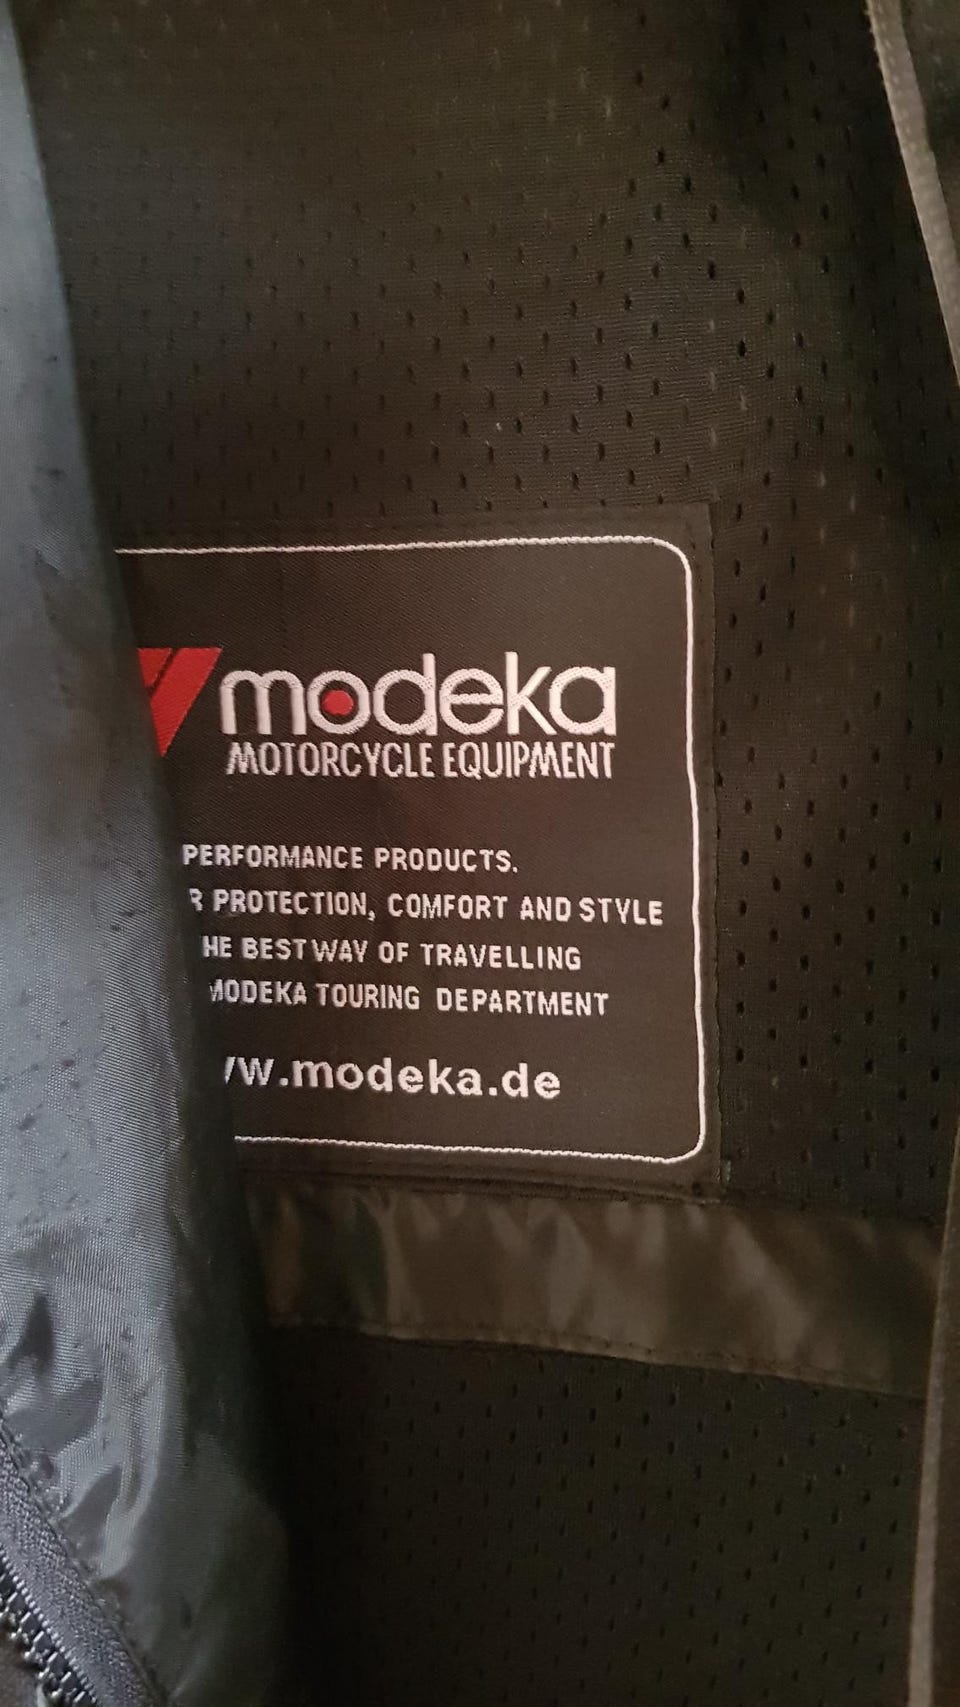 modeka
MOTORCYCLE EQUIPMENT
PERFORMANCE PRODUCTS.
PROTECTION, COMFORT AND STYLE
BEST WAY OF TRAVELLING
MODEKA TOURING DEPARTMENT
w.modeka.de